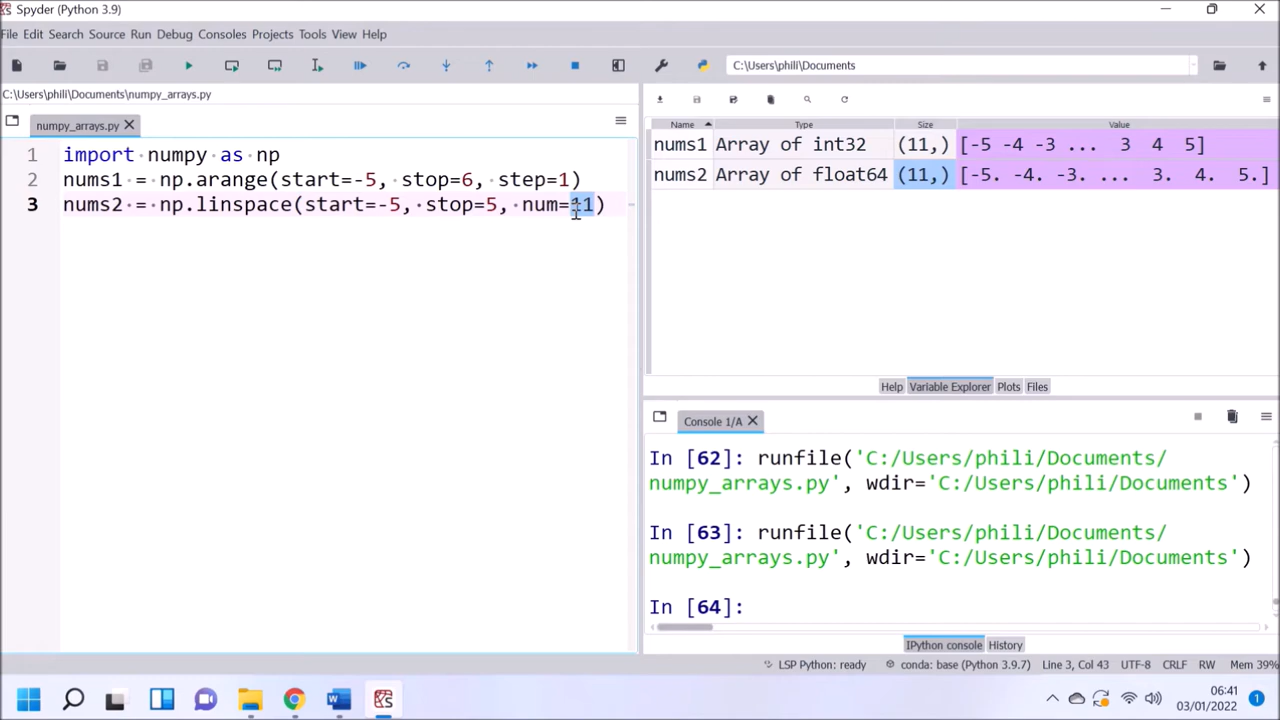 Spyder (Python 3.9)
File Edit Search Source Run Debug Consoles Projects Tools View Help
C:\Users\phili\Documents
C:\Users\phili\Documents\numpy_arrays.py
numpy_arrays.py
1 import numpy as np
2 nums1 = np.arange(start=-5, stop=6, step=1)
3 nums2 = np.linspace(start=-5, stop=5, num=11)
Name Type Size Value
nums1 Array of int32 (11,) [-5 -4 -3 ... 3 4 5]
nums2 Array of float64 (11,) [-5. -4. -3. ... 3. 4. 5.]
Help Variable Explorer Plots Files
Console 1/A
In [62]: runfile('C:/Users/phili/Documents/
numpy_arrays.py', wdir='C:/Users/phili/Documents')
In [63]: runfile('C:/Users/phili/Documents/
numpy_arrays.py', wdir='C:/Users/phili/Documents')
In [64]:
IPython console History
LSP Python: ready conda: base (Python 3.9.7) Line 3, Col 43 UTF-8 CRLF RW Mem 39%
06:41
03/01/2022
1